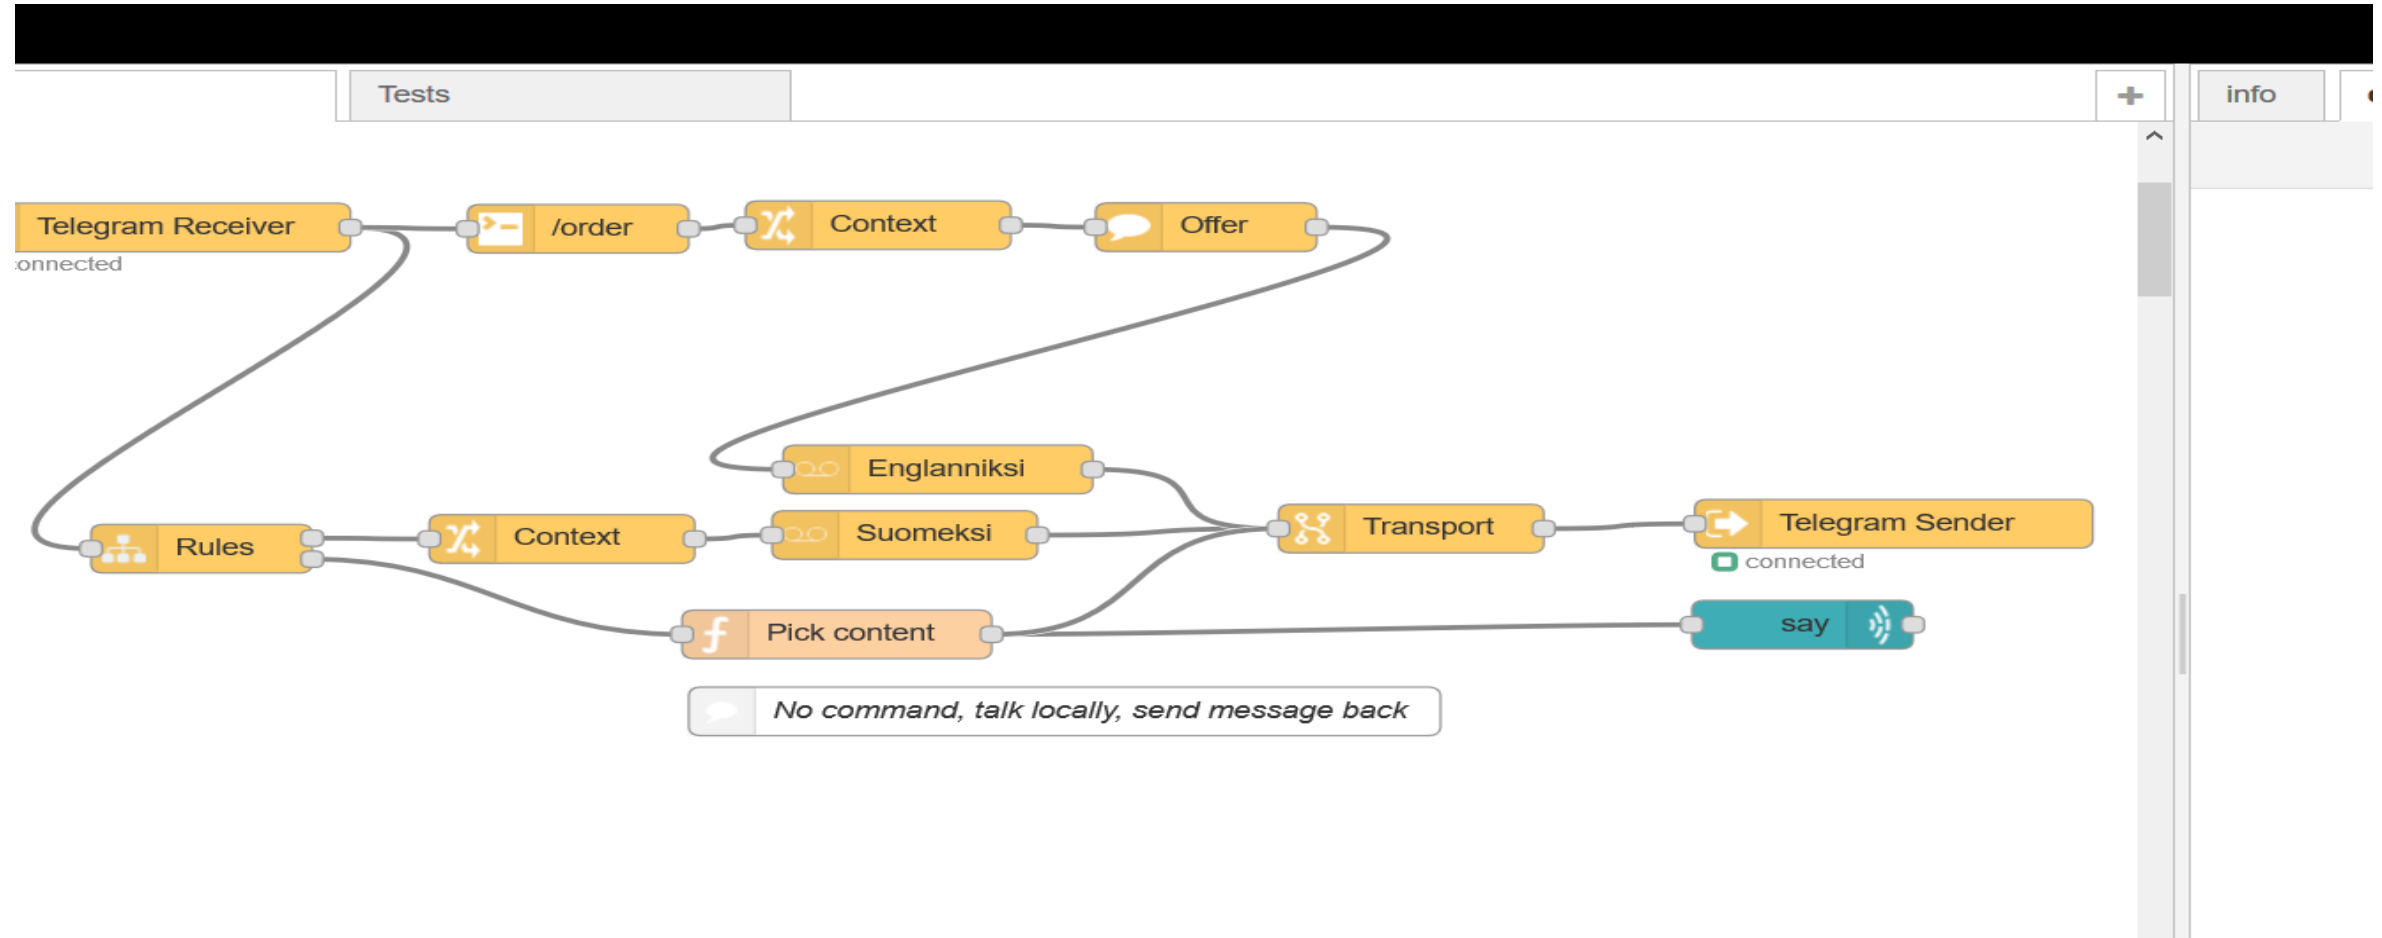 Tests
info
Telegram Receiver
/order
Context
Offer
onnected
Englanniksi
Rules
Context
Suomeksi
Transport
Telegram Sender
connected
Pick content
say
No command, talk locally, send message back